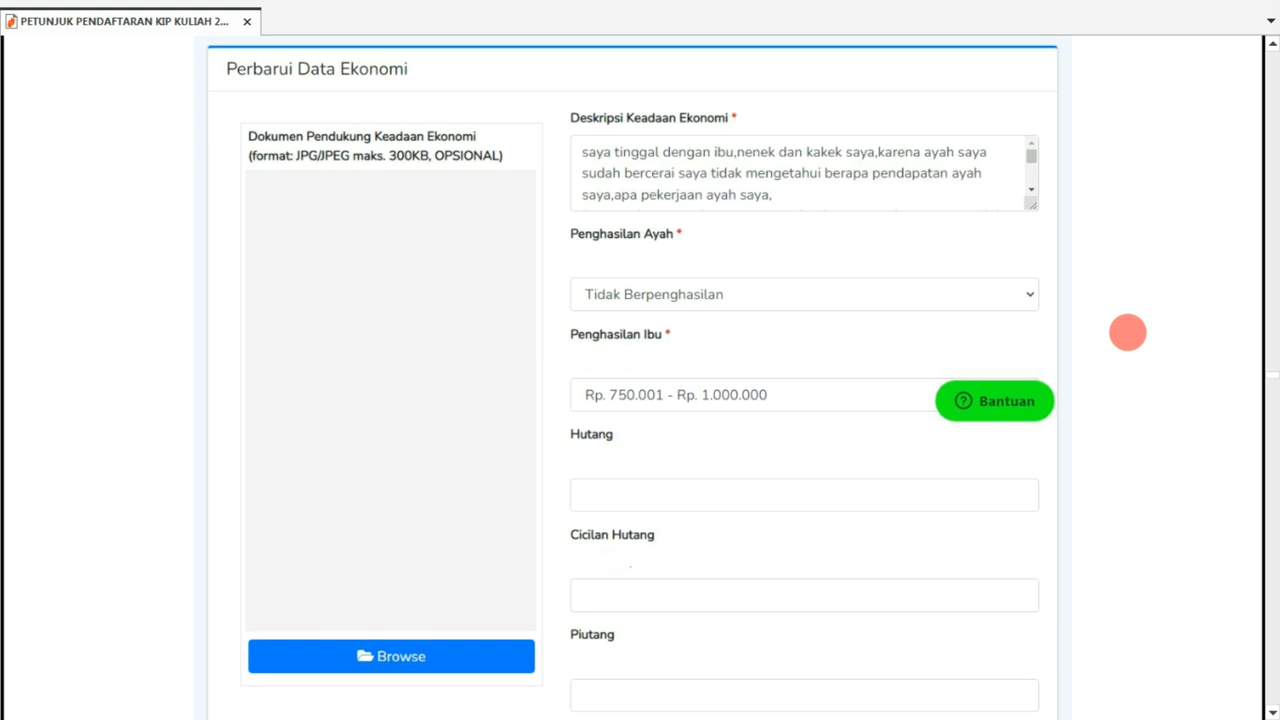 PETUNJUK PENDAFTARAN KIP KULIAH 2...
Perbarui Data Ekonomi
Dokumen Pendukung Keadaan Ekonomi
(format: JPG/JPEG maks. 300KB, OPSIONAL)
Browse
Deskripsi Keadaan Ekonomi *
saya tinggal dengan ibu,nenek dan kakek saya,karena ayah saya
sudah bercerai saya tidak mengetahui berapa pendapatan ayah
saya,apa pekerjaan ayah saya,
Penghasilan Ayah *
Tidak Berpenghasilan
Penghasilan Ibu *
Rp. 750.001 - Rp. 1.000.000
Bantuan
Hutang
Cicilan Hutang
Piutang